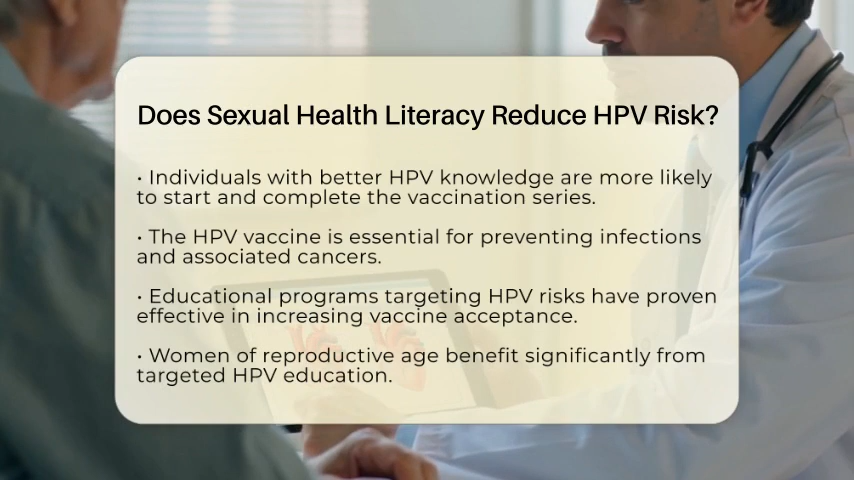 Does Sexual Health Literacy Reduce HPV Risk?
• Individuals with better HPV knowledge are more likely
to start and complete the vaccination series.
• The HPV vaccine is essential for preventing infections
and associated cancers.
• Educational programs targeting HPV risks have proven
effective in increasing vaccine acceptance.
• Women of reproductive age benefit significantly from
targeted HPV education.